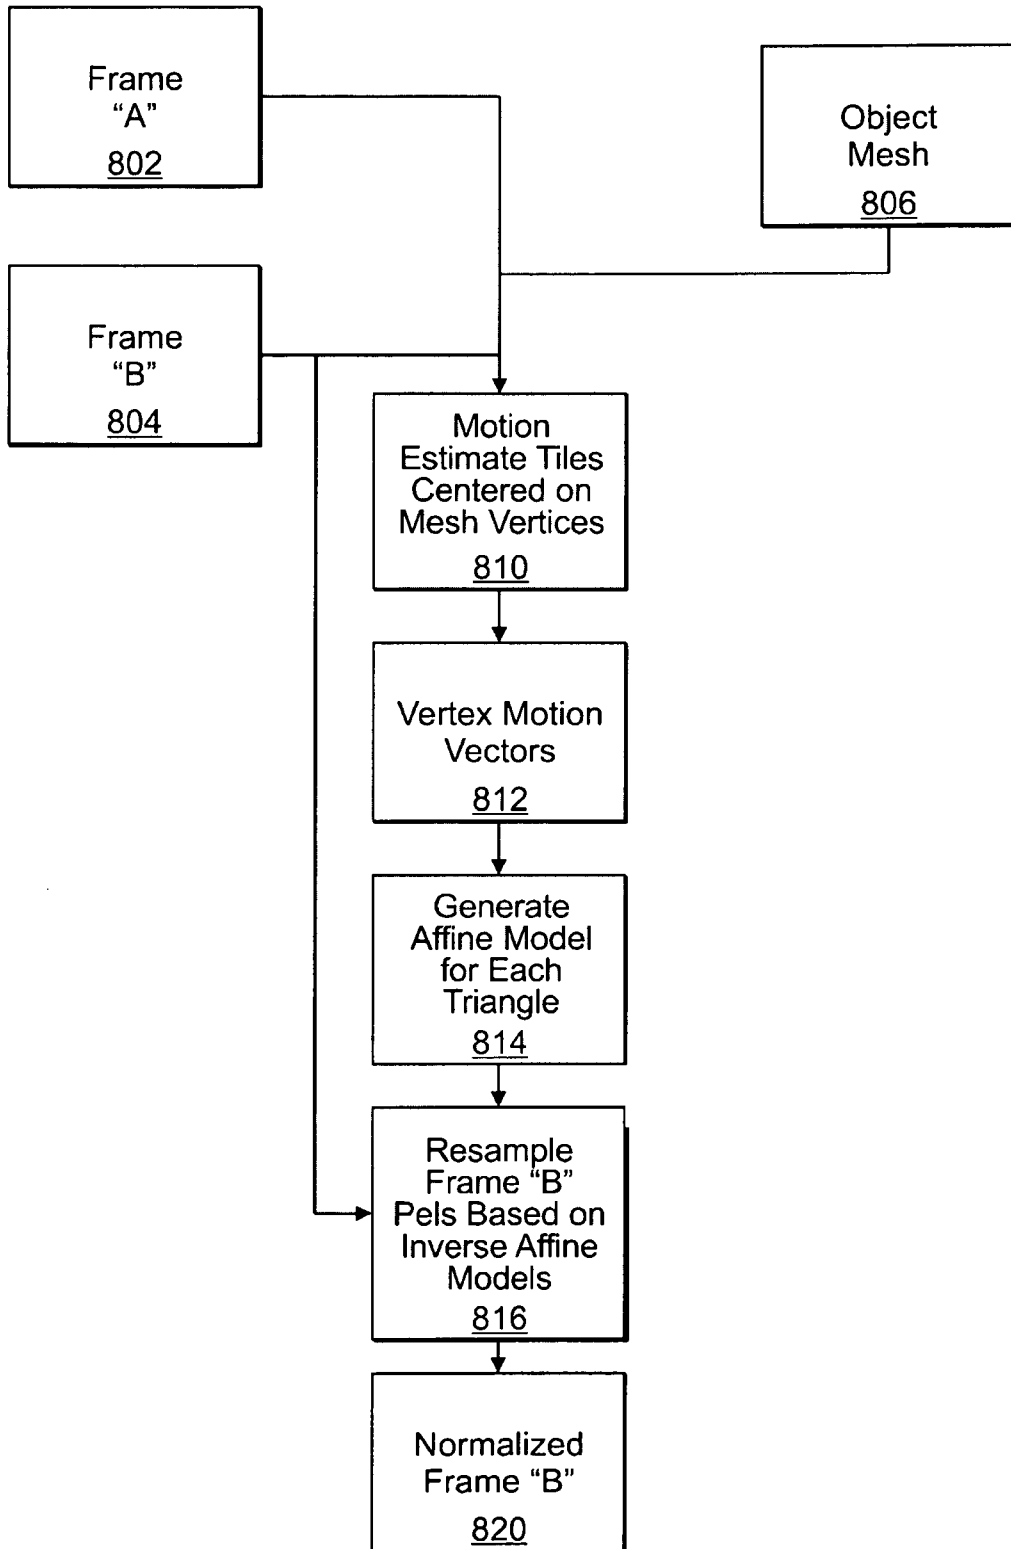 Frame
“A”
802
Object
Mesh
806
Frame
“B”
804
Motion
Estimate Tiles
Centered on
Mesh Vertices
810
Vertex Motion
Vectors
812
Generate
Affine Model
for Each
Triangle
814
Resample
Frame “B”
Pels Based on
Inverse Affine
Models
816
Normalized
Frame “B”
820